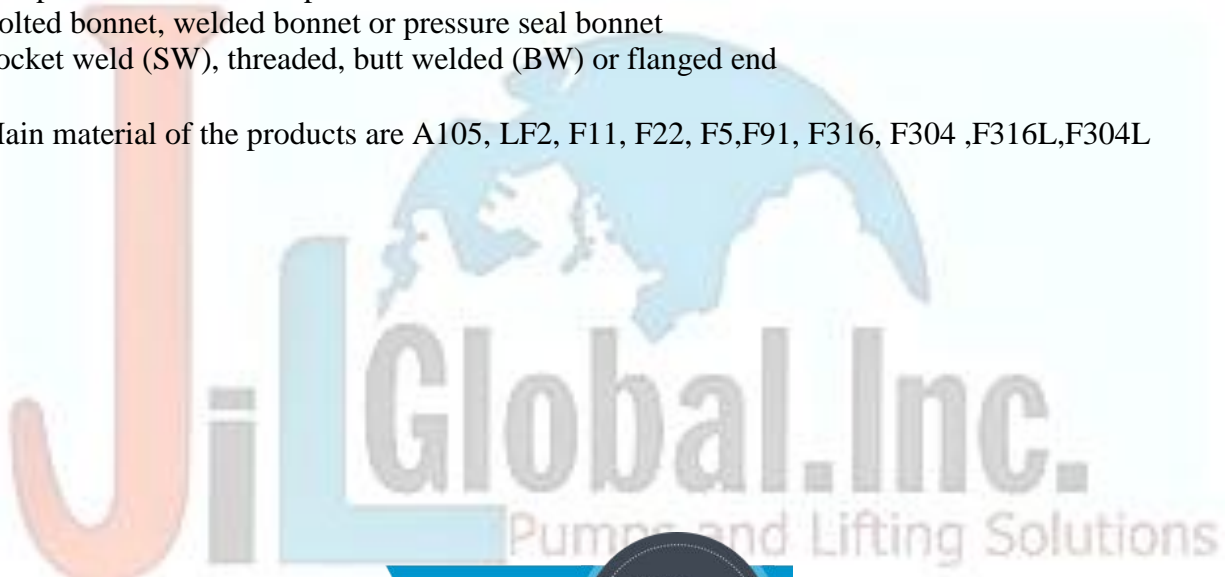 olted bonnet, welded bonnet or pressure seal bonnet
ocket weld (SW), threaded, butt welded (BW) or flanged end
Main material of the products are A105, LF2, F11, F22, F5,F91, F316, F304 ,F316L,F304L
JiL
Global.Inc.
Pumps and Lifting Solutions